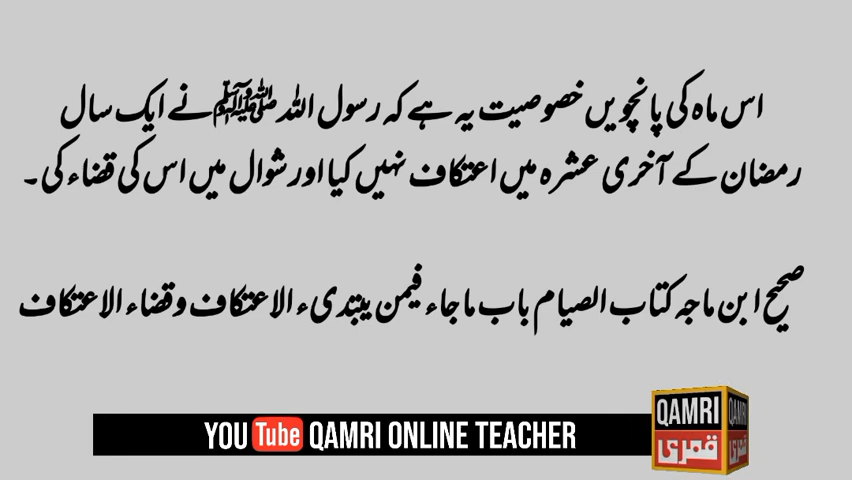 اس ماہ کی پانچویں خصوصیت یہ ہے کہ رسول اللہ ﷺ نے ایک سال
رمضان کے آخری عشرہ میں اعتکاف نہیں کیا اور شوال میں اس کی قضاء کی۔
صحیح ابن ماجہ کتاب الصیام باب ماجاء فیمن یبتدیء الاعتکاف وقضاء الاعتکاف
YOU Tube QAMRI ONLINE TEACHER
QAMRI
قمری
QAMRI
قمری